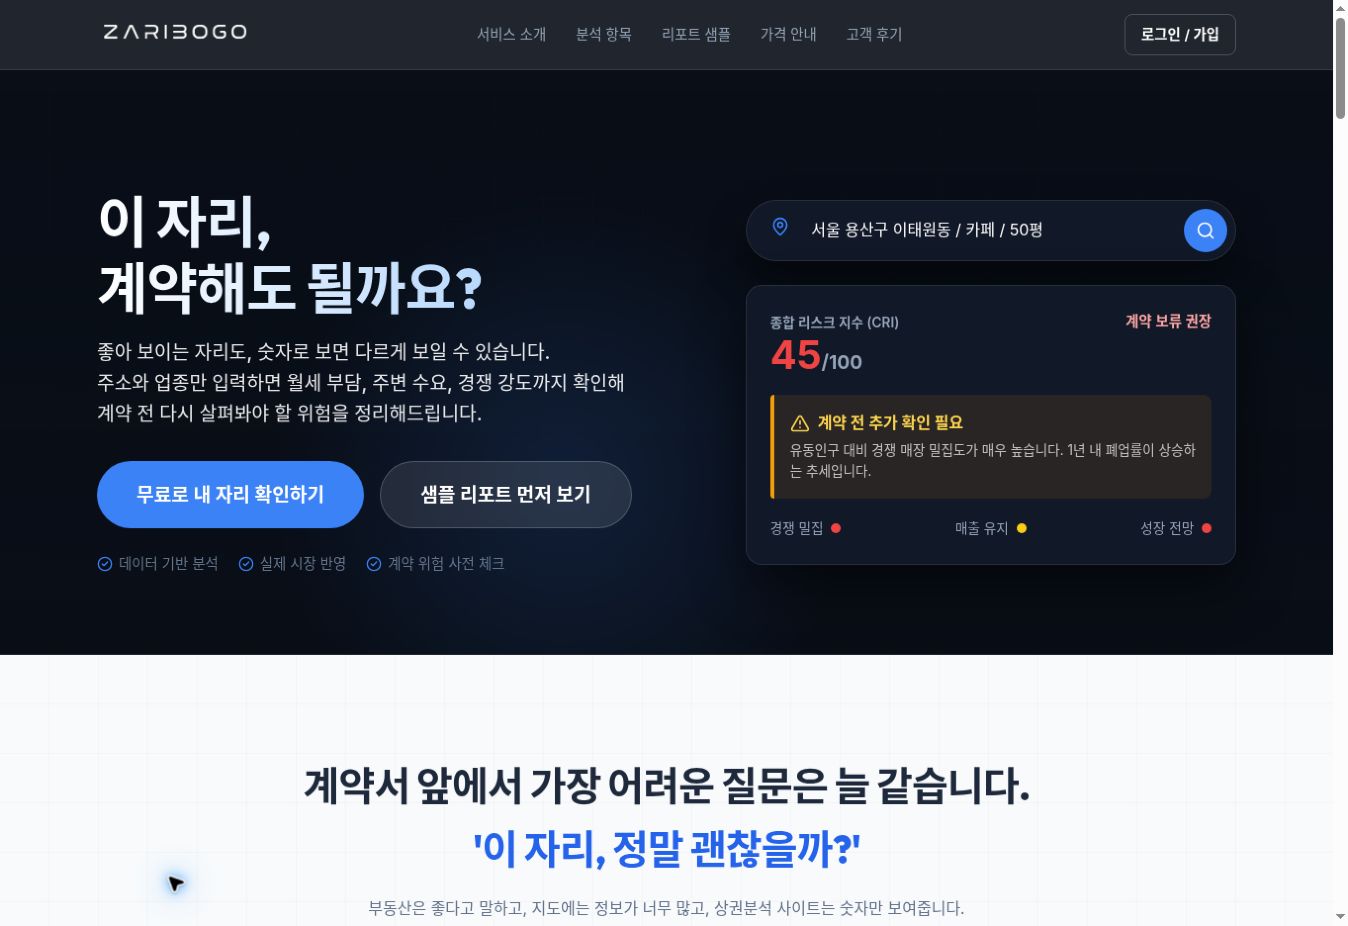 ZARIBOGO
서비스 소개
분석 항목
리포트 샘플
가격 안내
고객 후기
로그인 / 가입
이 자리,
계약해도 될까요?
좋아 보이는 자리도, 숫자로 보면 다르게 보일 수 있습니다.
주소와 업종만 입력하면 월세 부담, 주변 수요, 경쟁 강도까지 확인해
계약 전 다시 살펴봐야 할 위험을 정리해드립니다.
무료로 내 자리 확인하기
샘플 리포트 먼저 보기
데이터 기반 분석
실제 시장 반영
계약 위험 사전 체크
서울 용산구 이태원동 / 카페 / 50평
종합 리스크 지수 (CRI)
계약 보류 권장
45/100
계약 전 추가 확인 필요
유동인구 대비 경쟁 매장 밀집도가 매우 높습니다. 1년 내 폐업률이 상승하
는 추세입니다.
경쟁 밀집
매출 유지
성장 전망
계약서 앞에서 가장 어려운 질문은 늘 같습니다.
'이 자리, 정말 괜찮을까?'
부동산은 좋다고 말하고, 지도에는 정보가 너무 많고, 상권분석 사이트는 숫자만 보여줍니다.